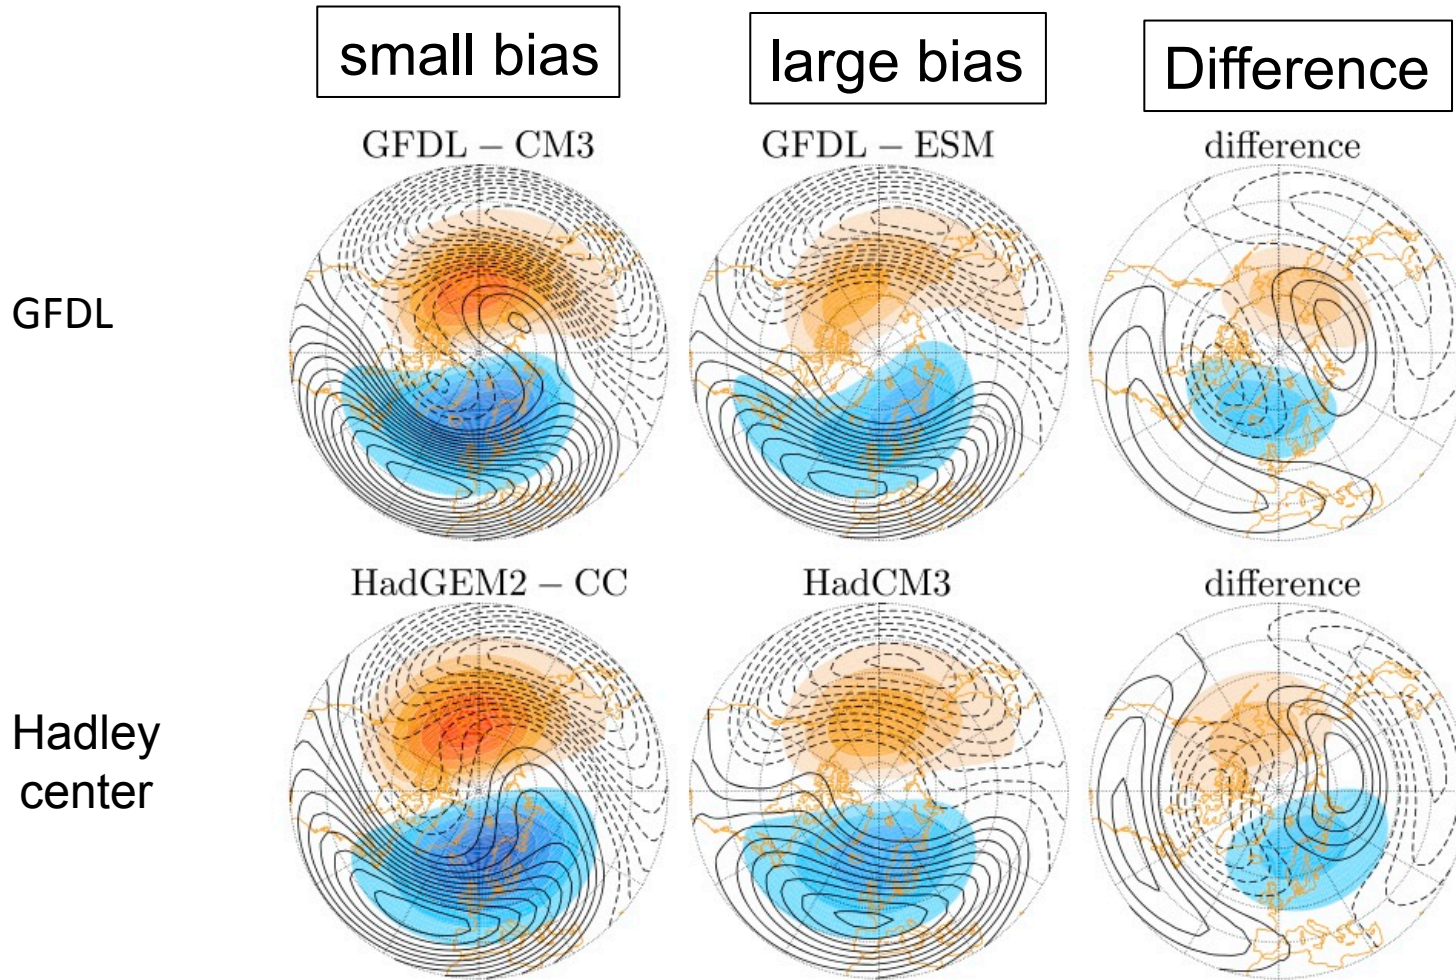 small bias
large bias
Difference
GFDL – CM3
GFDL – ESM
difference
GFDL
HadGEM2 – CC
HadCM3
difference
Hadley
center